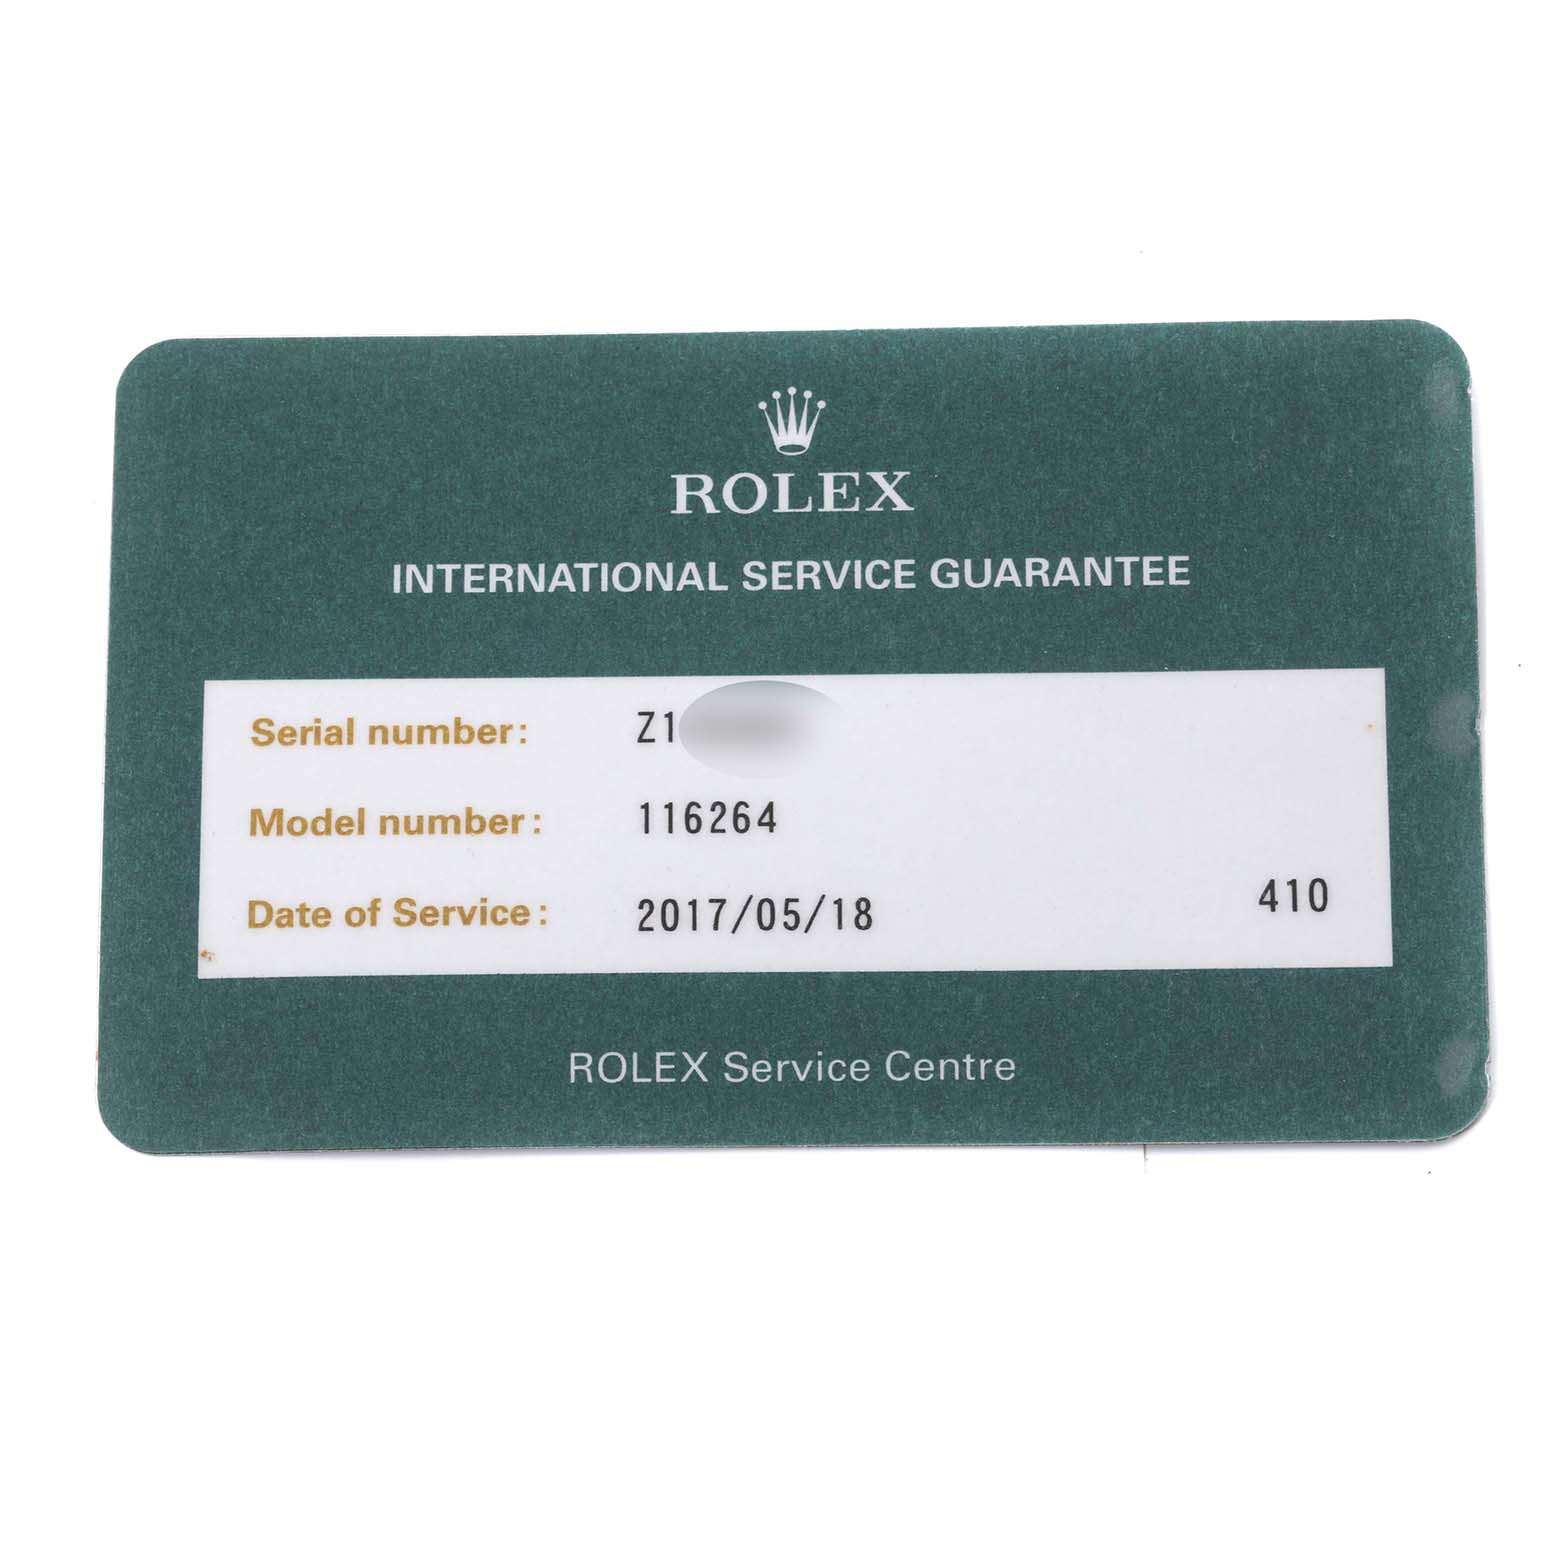 ROLEX
INTERNATIONAL SERVICE GUARANTEE
Serial number: Z1
Model number: 116264
Date of Service: 2017/05/18 410
ROLEX Service Centre